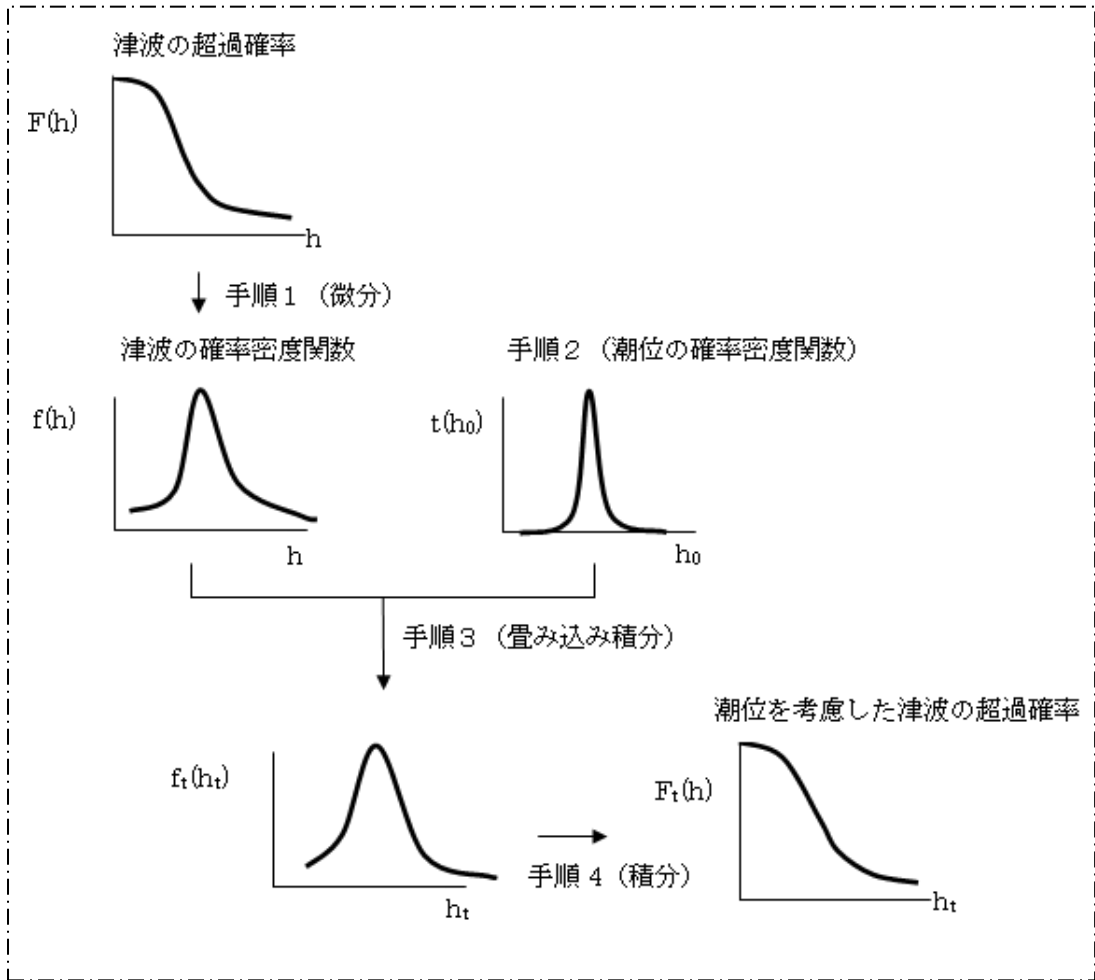 津波の超過確率
F(h)
h
手順１（微分）
津波の確率密度関数
手順２（潮位の確率密度関数）
f(h)
t(h₀)
h
h₀
手順３（畳み込み積分）
潮位を考慮した津波の超過確率
fₜ(hₜ)
Fₜ(h)
手順４（積分）
hₜ
hₜ